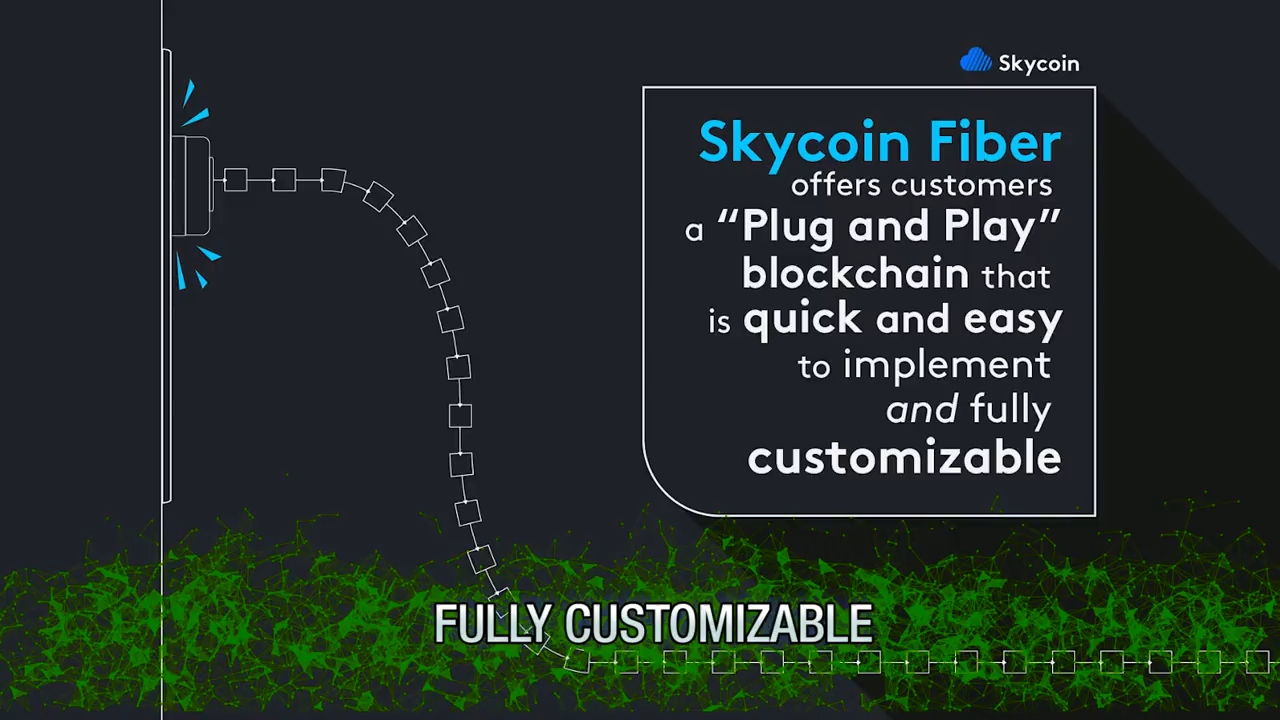 Skycoin
Skycoin Fiber
offers customers
a “Plug and Play”
blockchain that
is quick and easy
to implement
and fully
customizable
FULLY CUSTOMIZABLE